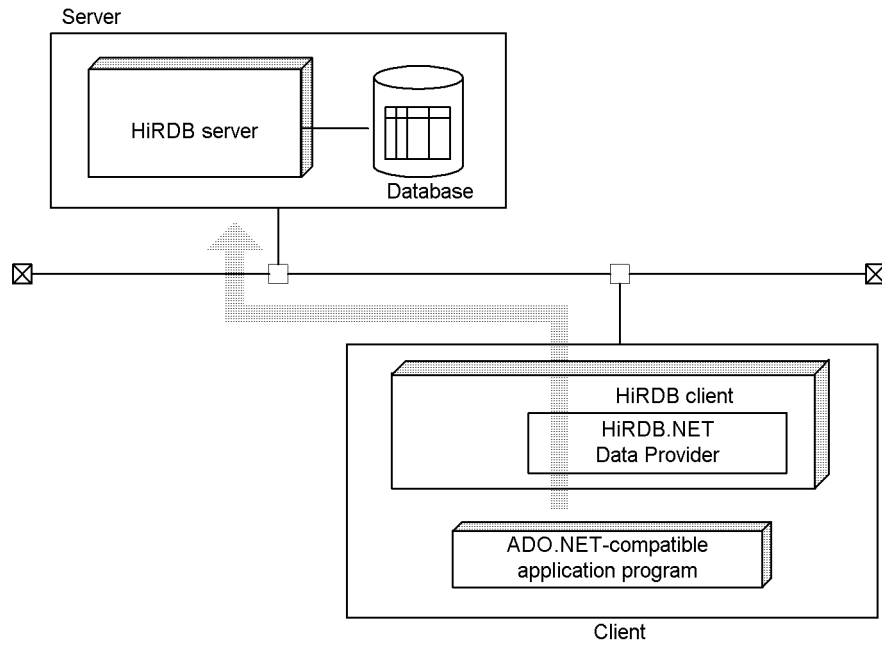 Server
HiRDB server
Database
HiRDB client
HiRDB.NET
Data Provider
ADO.NET-compatible
application program
Client